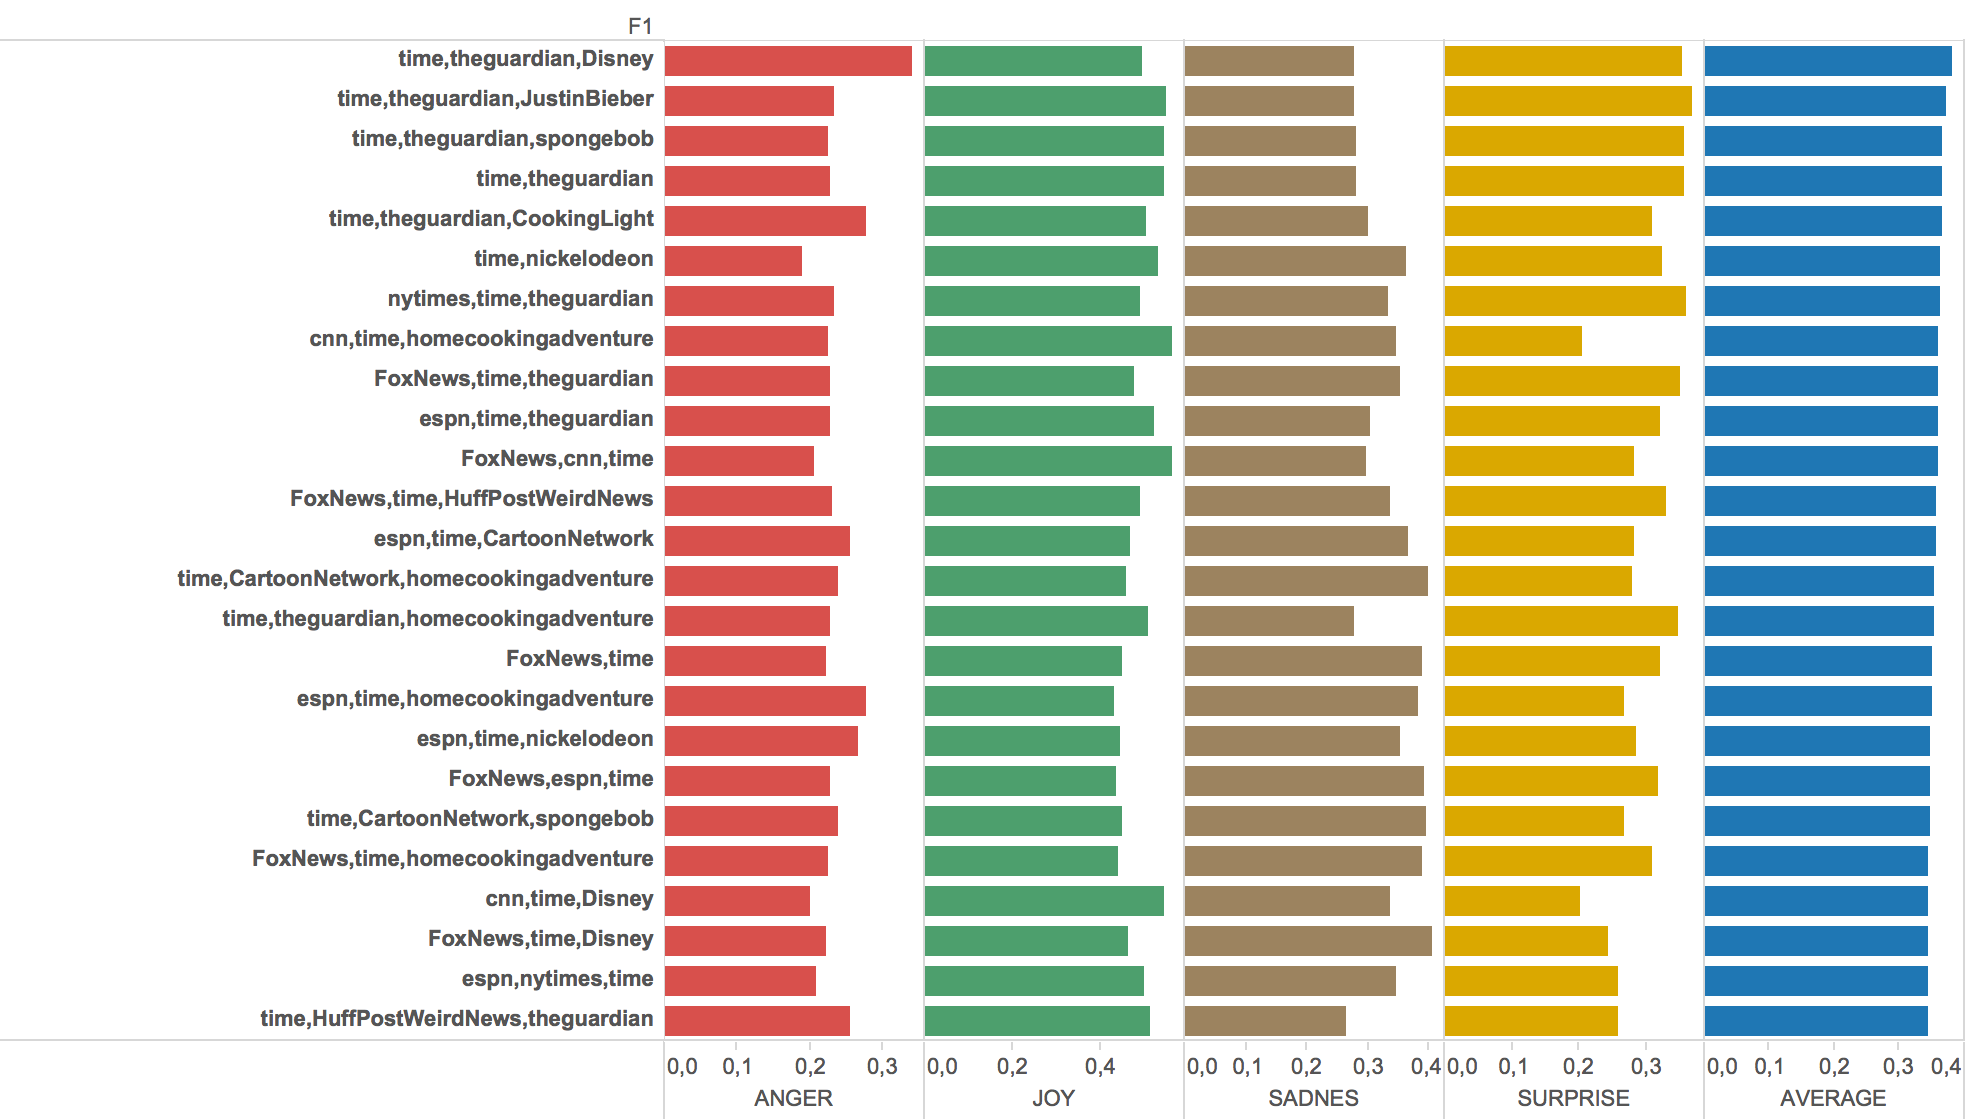 F1
time,theguardian,Disney
time,theguardian,JustinBieber
time,theguardian,spongebob
time,theguardian
time,theguardian,CookingLight
time,nickelodeon
nytimes,time,theguardian
cnn,time,homecookingadventure
FoxNews,time,theguardian
espn,time,theguardian
FoxNews,cnn,time
FoxNews,time,HuffPostWeirdNews
espn,time,CartoonNetwork
time,CartoonNetwork,homecookingadventure
time,theguardian,homecookingadventure
FoxNews,time
espn,time,homecookingadventure
espn,time,nickelodeon
FoxNews,espn,time
time,CartoonNetwork,spongebob
FoxNews,time,homecookingadventure
cnn,time,Disney
FoxNews,time,Disney
espn,nytimes,time
time,HuffPostWeirdNews,theguardian
0,0 0,1 0,2 0,3 0,0 0,2 0,4 0,0 0,1 0,2 0,3 0,4 0,0 0,1 0,2 0,3 0,0 0,1 0,2 0,3 0,4
ANGER JOY SADNES SURPRISE AVERAGE